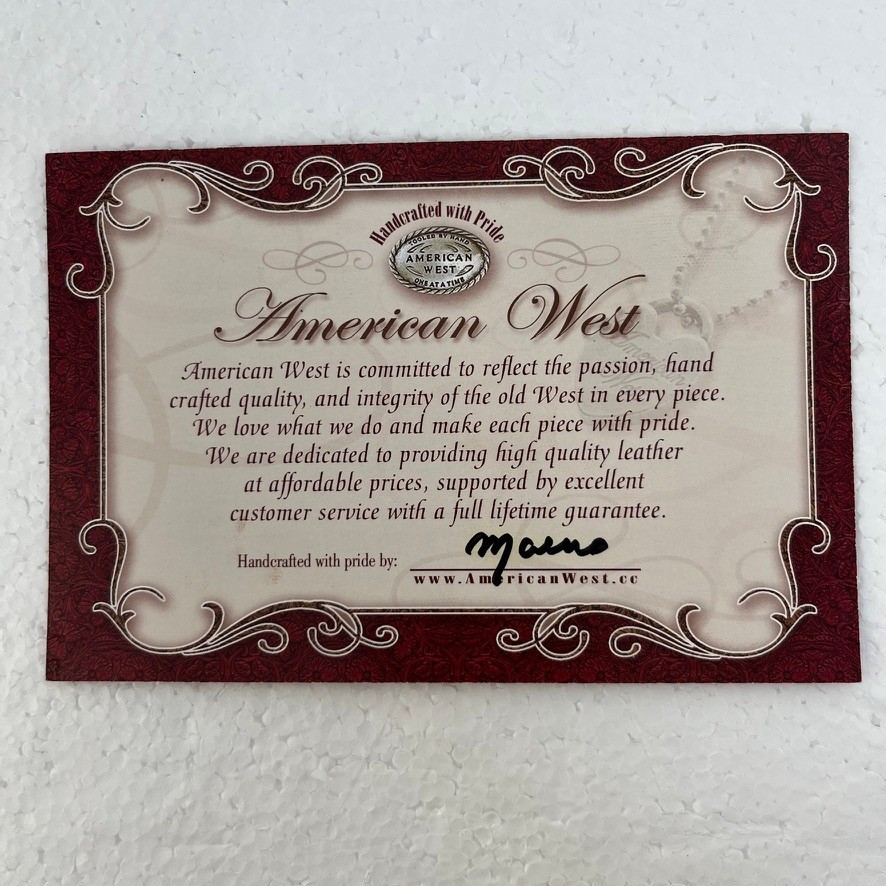 Handcrafted with Pride
TOOLED BY HAND
AMERICAN
WEST
ONE AT A TIME
American West
American West is committed to reflect the passion, hand
crafted quality, and integrity of the old West in every piece.
We love what we do and make each piece with pride.
We are dedicated to providing high quality leather
at affordable prices, supported by excellent
customer service with a full lifetime guarantee.
Handcrafted with pride by:
www.AmericanWest.cc